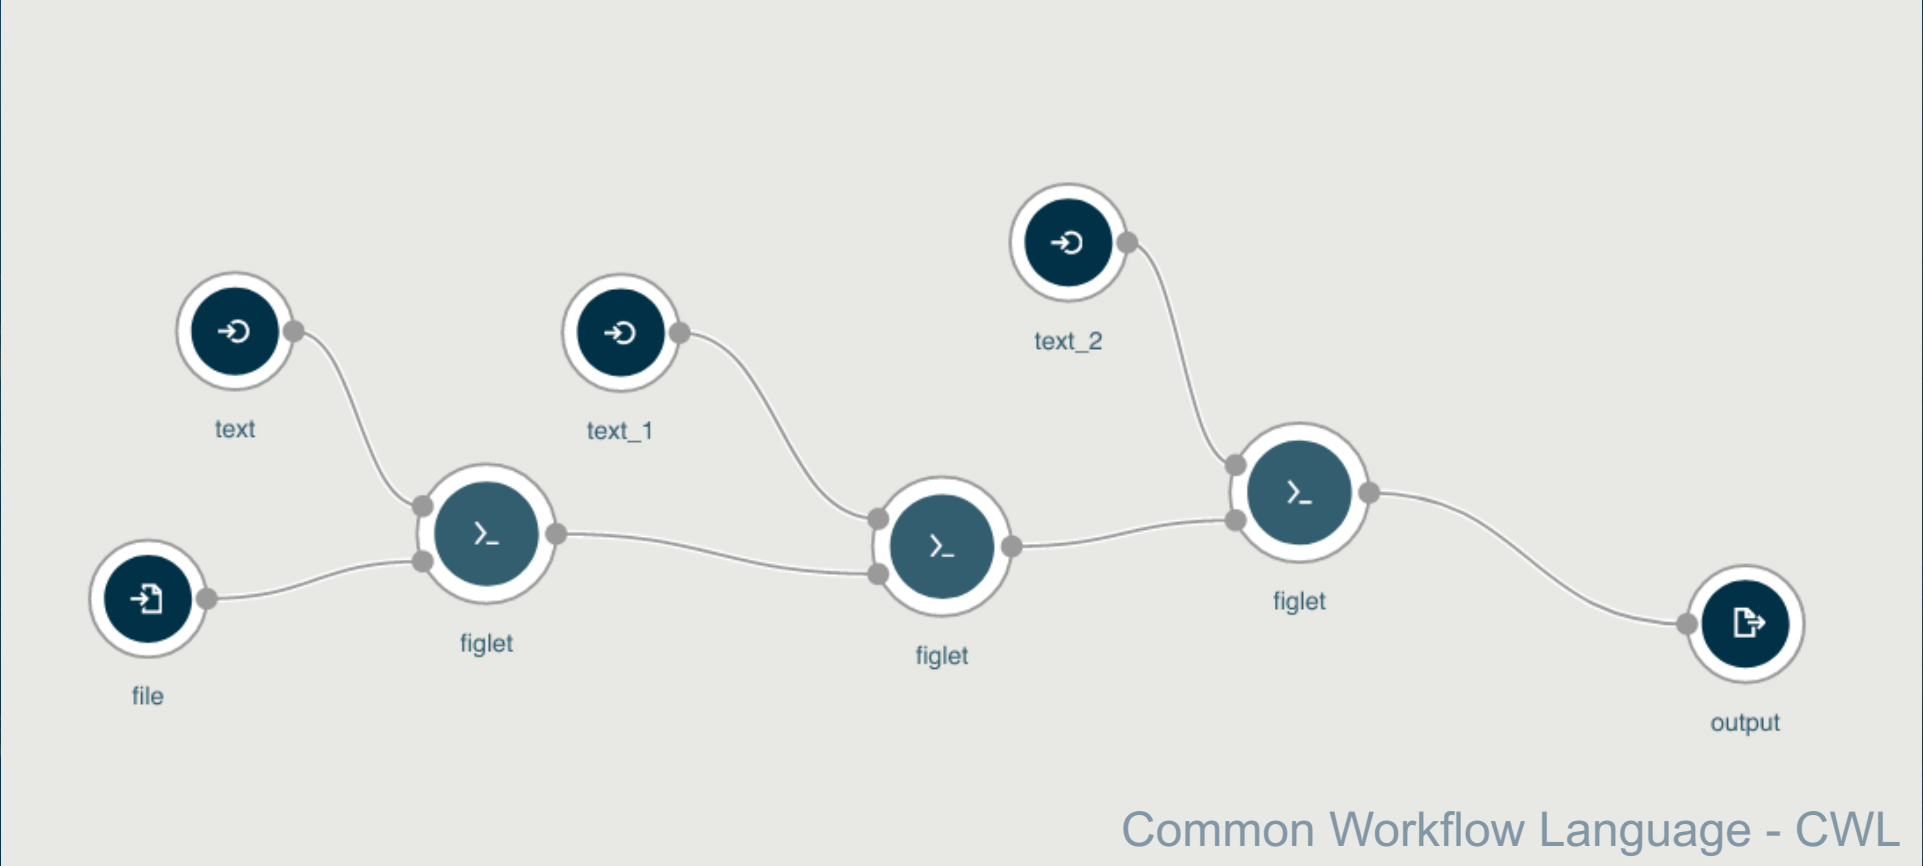 text_2
text
text_1
figlet
figlet
figlet
file
output
Common Workflow Language - CWL